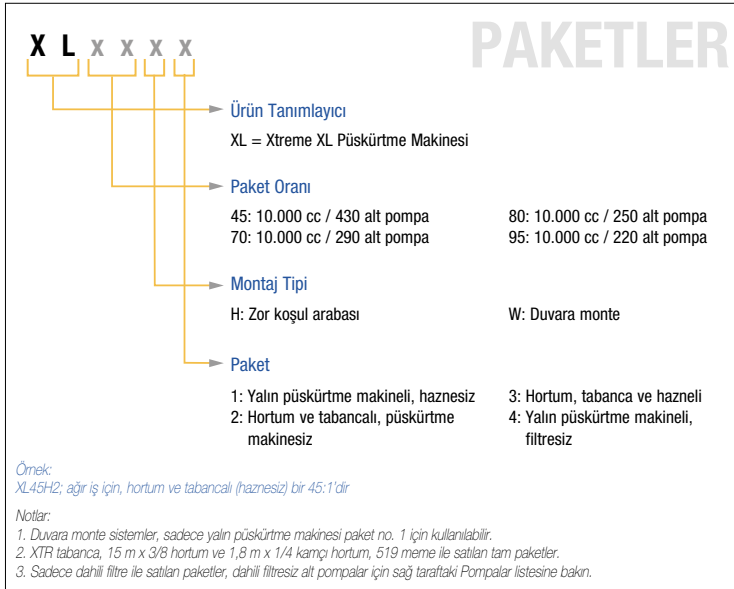 PAKETLER
X L x x x x
Ürün Tanımlayıcı
XL = Xtreme XL Püskürtme Makinesi
Paket Oranı
45: 10.000 cc / 430 alt pompa
80: 10.000 cc / 250 alt pompa
70: 10.000 cc / 290 alt pompa
95: 10.000 cc / 220 alt pompa
Montaj Tipi
H: Zor koşul arabası
W: Duvara monte
Paket
1: Yalın püskürtme makineli, haznesiz
2: Hortum ve tabancalı, püskürtme
makinesiz
3: Hortum, tabanca ve hazneli
4: Yalın püskürtme makineli,
filtresiz
Örnek:
XL45H2; ağır iş için, hortum ve tabancalı (haznesiz) bir 45:1'dir
Notlar:
1. Duvara monte sistemler, sadece yalın püskürtme makinesi paket no. 1 için kullanılabilir.
2. XTR tabanca, 15 m x 3/8 hortum ve 1,8 m x 1/4 kamçı hortum, 519 meme ile satılan tam paketler.
3. Sadece dahili filtre ile satılan paketler, dahili filtresiz alt pompalar için sağ taraftaki Pompalar listesine bakın.